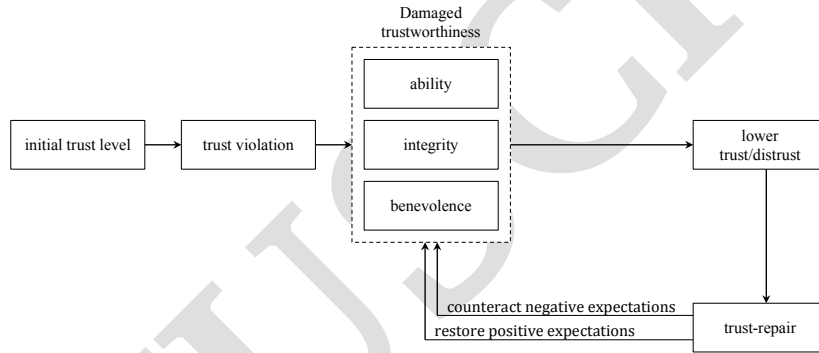 Damaged
trustworthiness
ability
initial trust level
trust violation
integrity
lower
trust/distrust
benevolence
counteract negative expectations
restore positive expectations
trust-repair